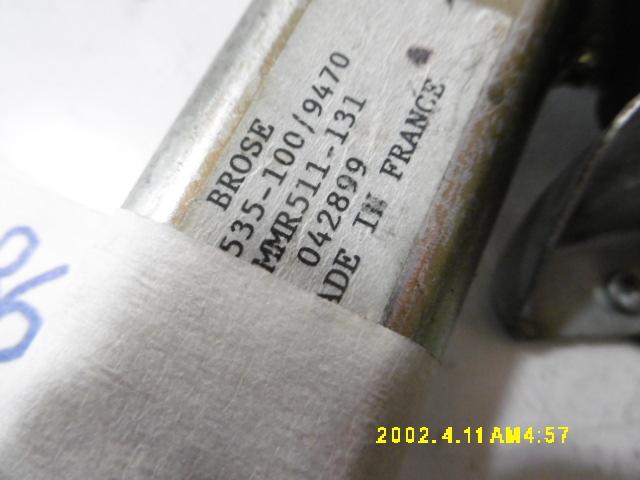 BROSE
535-100/9470
MMR511-131
042899
ADE IN FRANCE
2002.4.11 AM4:57